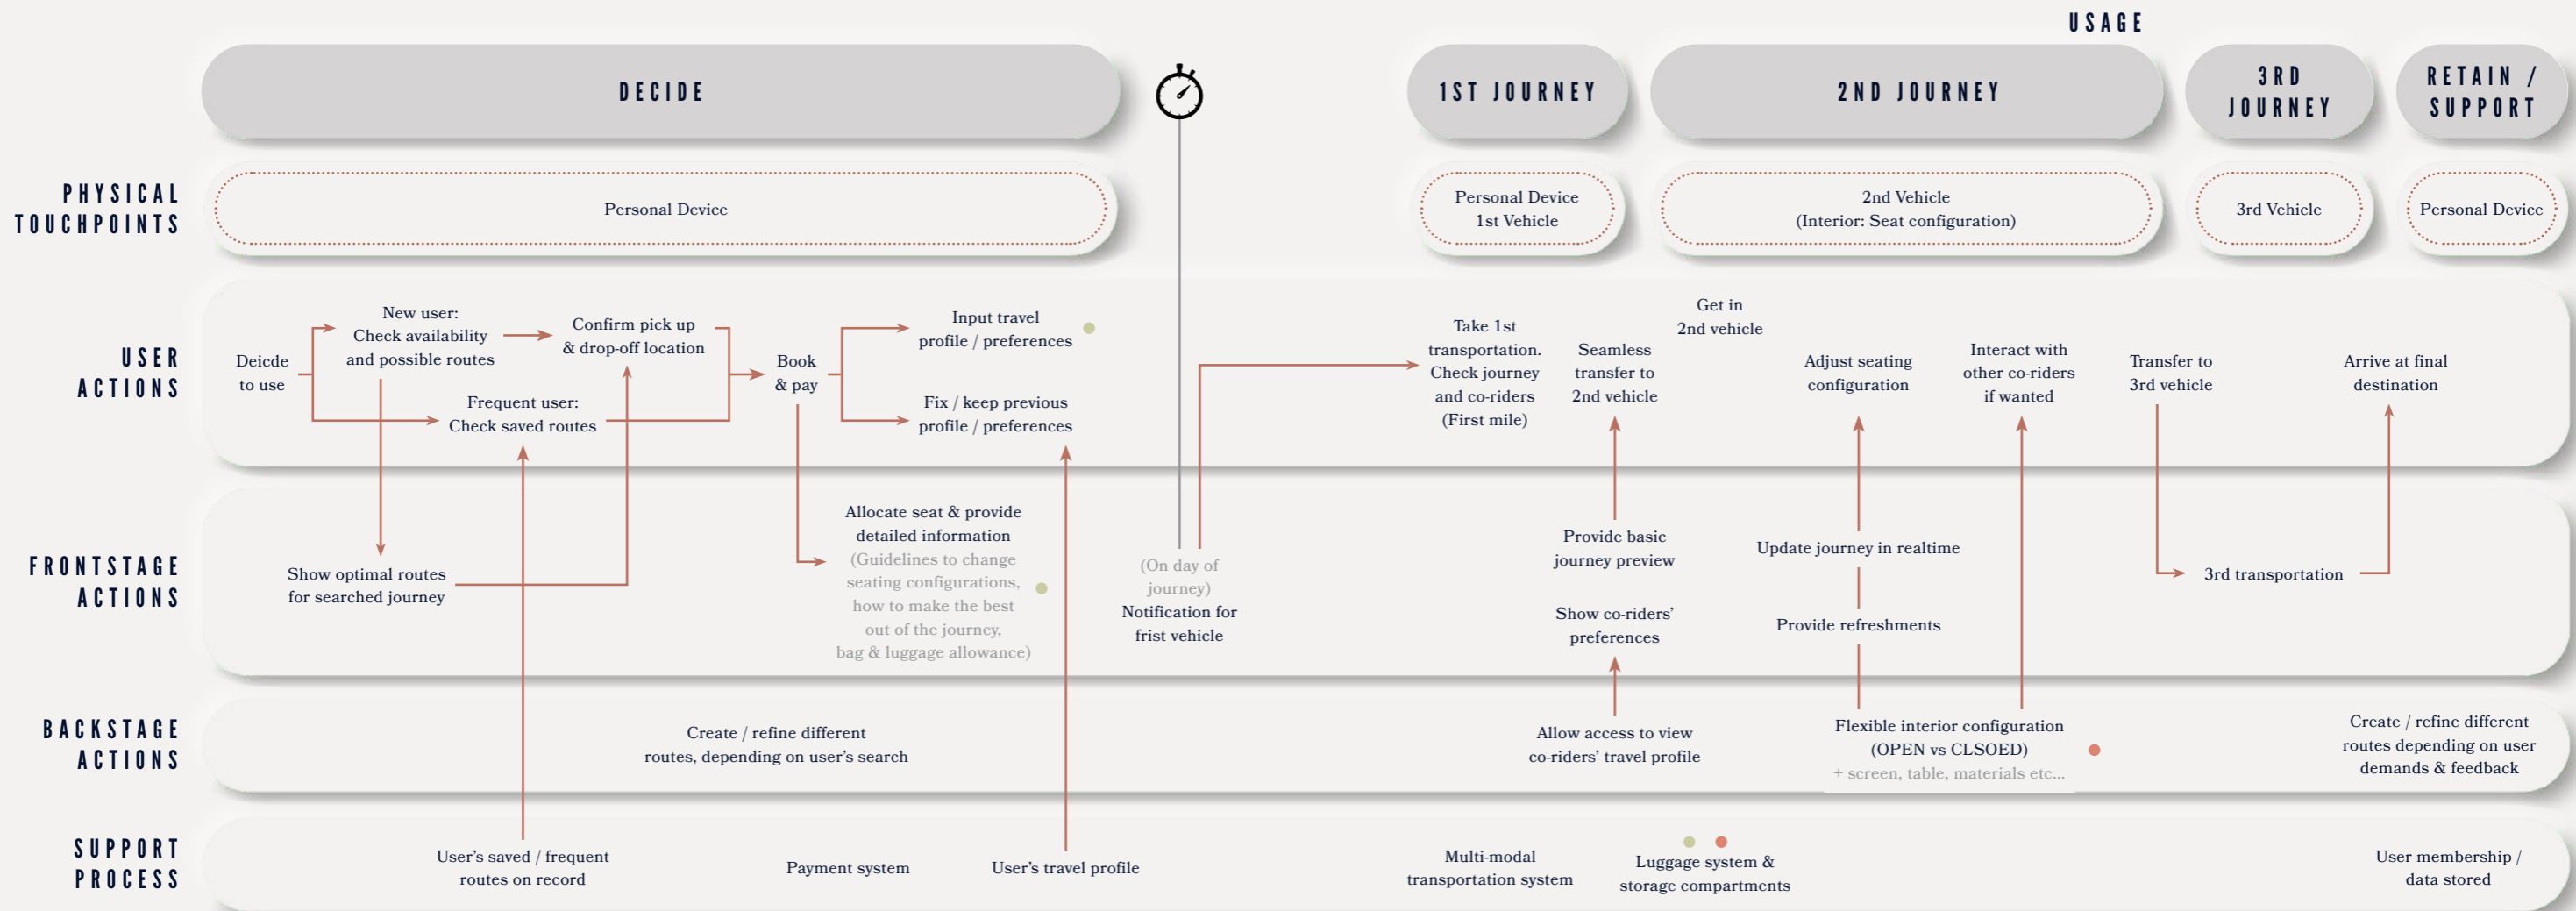 USAGE
DECIDE
1ST JOURNEY
2ND JOURNEY
3RD
JOURNEY
RETAIN /
SUPPORT
PHYSICAL
TOUCHPOINTS
Personal Device
Personal Device
1st Vehicle
2nd Vehicle
(Interior: Seat configuration)
3rd Vehicle
Personal Device
USER
ACTIONS
Deicde
to use
New user:
Check availability
and possible routes
Frequent user:
Check saved routes
Confirm pick up
& drop-off location
Book
& pay
Input travel
profile / preferences
Fix / keep previous
profile / preferences
Take 1st
transportation.
Check journey
and co-riders
(First mile)
Seamless
transfer to
2nd vehicle
Get in
2nd vehicle
Adjust seating
configuration
Interact with
other co-riders
if wanted
Transfer to
3rd vehicle
Arrive at final
destination
FRONTSTAGE
ACTIONS
Show optimal routes
for searched journey
Allocate seat & provide
detailed information
(Guidelines to change
seating configurations,
how to make the best
out of the journey,
bag & luggage allowance)
(On day of
journey)
Notification for
frist vehicle
Provide basic
journey preview
Show co-riders'
preferences
Update journey in realtime
Provide refreshments
3rd transportation
BACKSTAGE
ACTIONS
Create / refine different
routes, depending on user's search
Allow access to view
co-riders' travel profile
Flexible interior configuration
(OPEN vs CLSOED)
+ screen, table, materials etc...
Create / refine different
routes depending on user
demands & feedback
SUPPORT
PROCESS
User's saved / frequent
routes on record
Payment system
User's travel profile
Multi-modal
transportation system
Luggage system &
storage compartments
User membership /
data stored